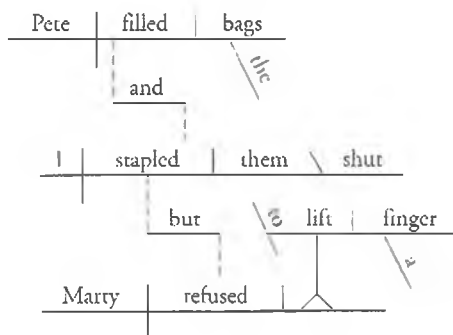 Pete filled bags
the
and
I stapled them shut
but to lift finger
a
Marty refused